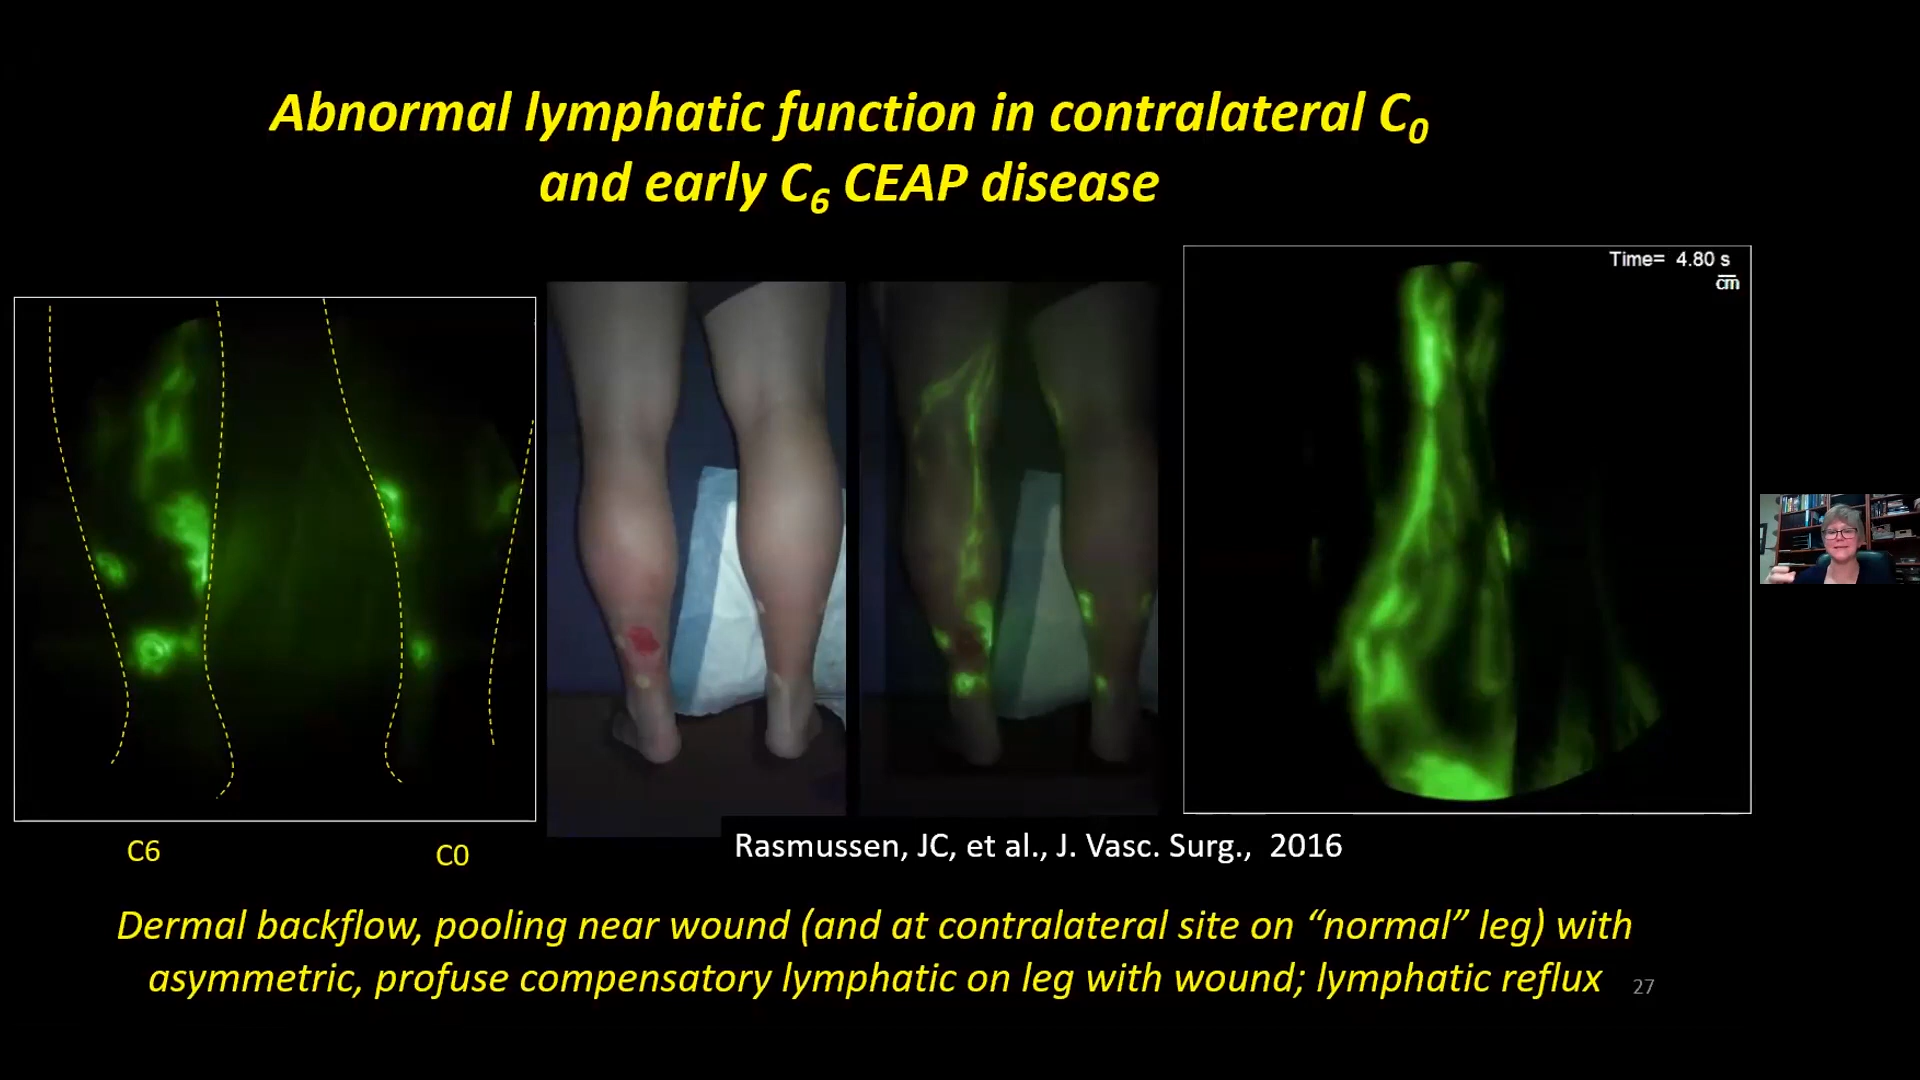 Abnormal lymphatic function in contralateral C0
and early C6 CEAP disease
Time= 4.80 s
cm
C6
C0
Rasmussen, JC, et al., J. Vasc. Surg., 2016
Dermal backflow, pooling near wound (and at contralateral site on “normal” leg) with
asymmetric, profuse compensatory lymphatic on leg with wound; lymphatic reflux
27